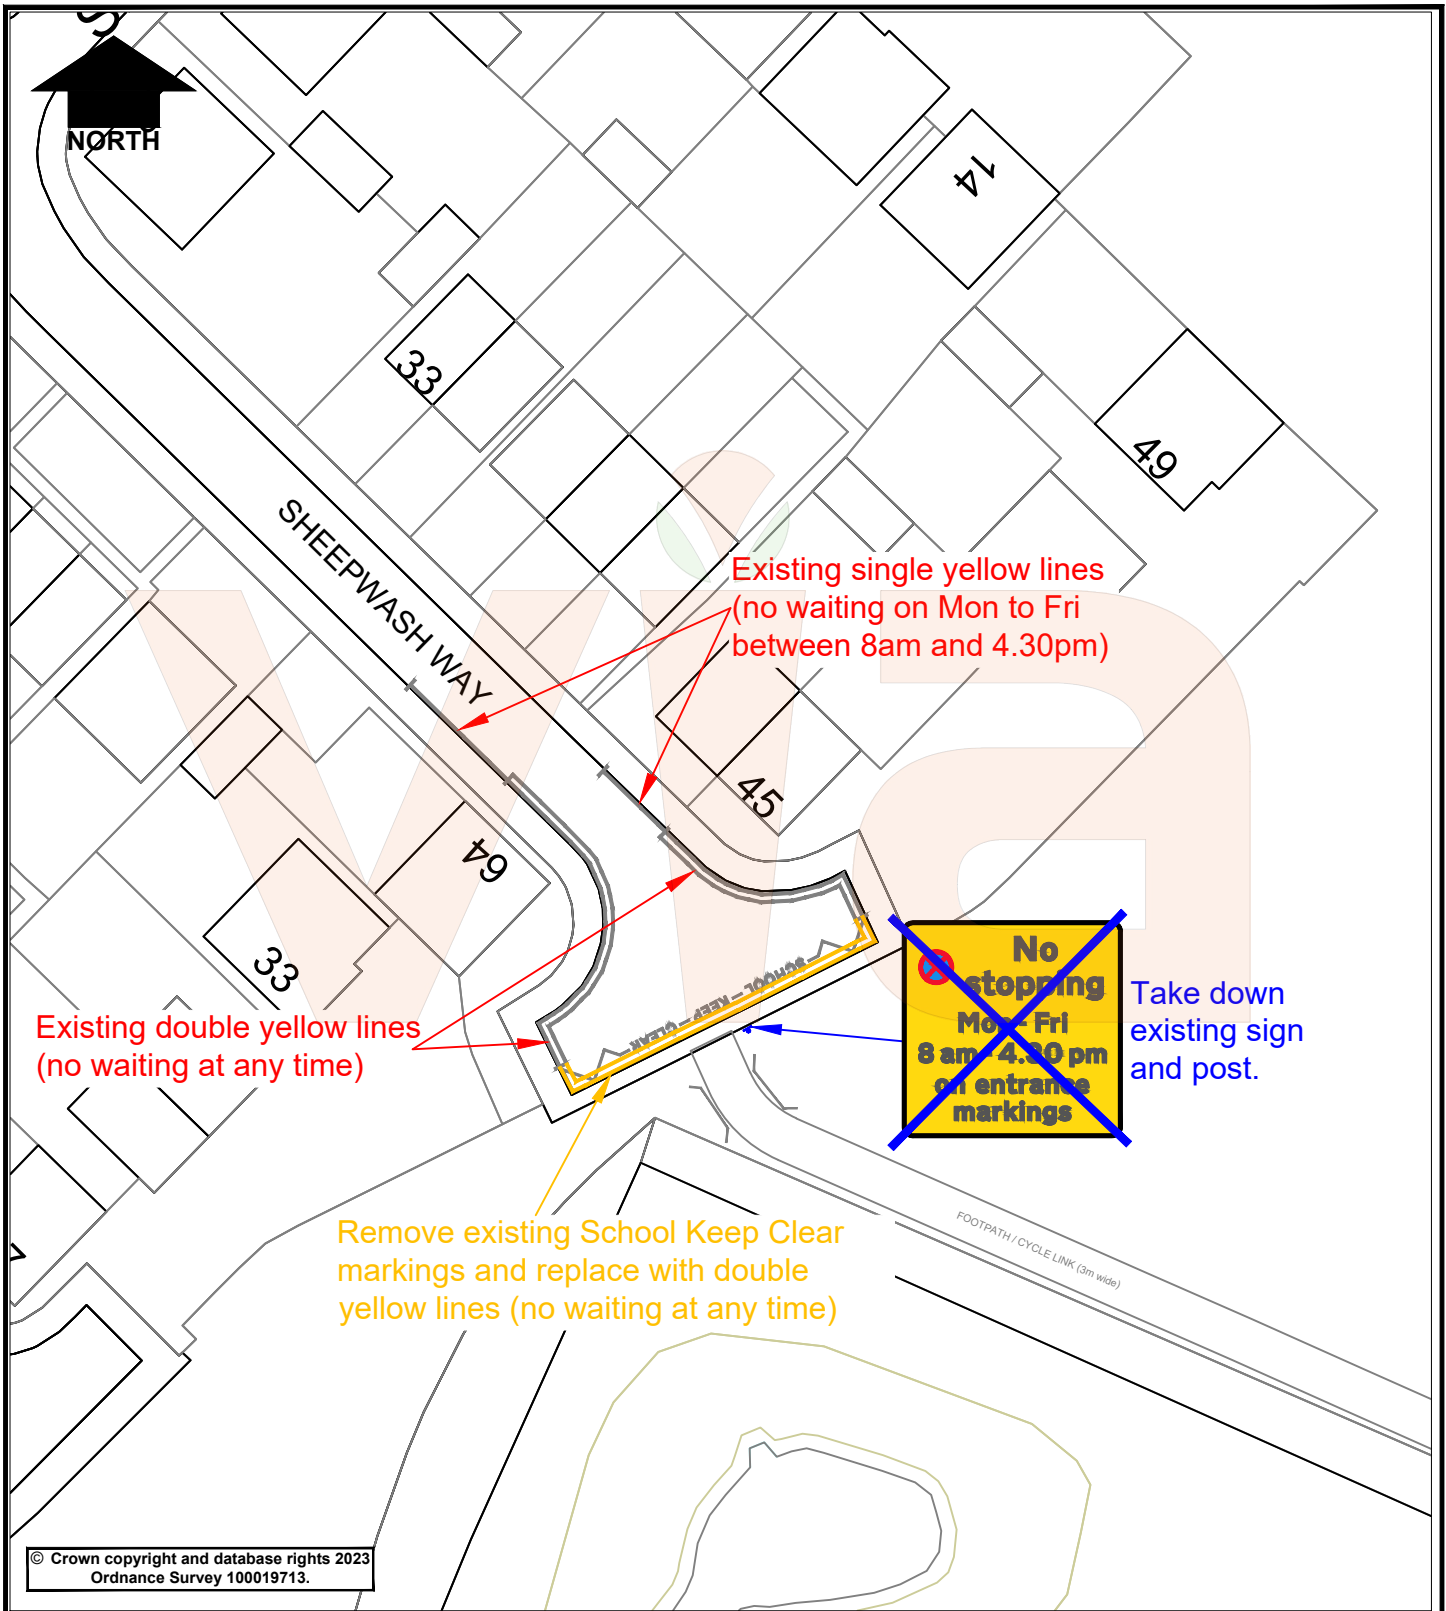 S
NORTH
14
33
49
SHEEPWASH WAY
Existing single yellow lines
(no waiting on Mon to Fri
between 8am and 4.30pm)
via
45
64
33
No
stopping
Mon - Fri
8 am - 4.30 pm
on entrance
markings
Take down
existing sign
and post.
SCHOOL - KEEP - CLEAR
Existing double yellow lines
(no waiting at any time)
Remove existing School Keep Clear
markings and replace with double
yellow lines (no waiting at any time)
FOOTPATH / CYCLE LINK (3m wide)
© Crown copyright and database rights 2023
Ordnance Survey 100019713.